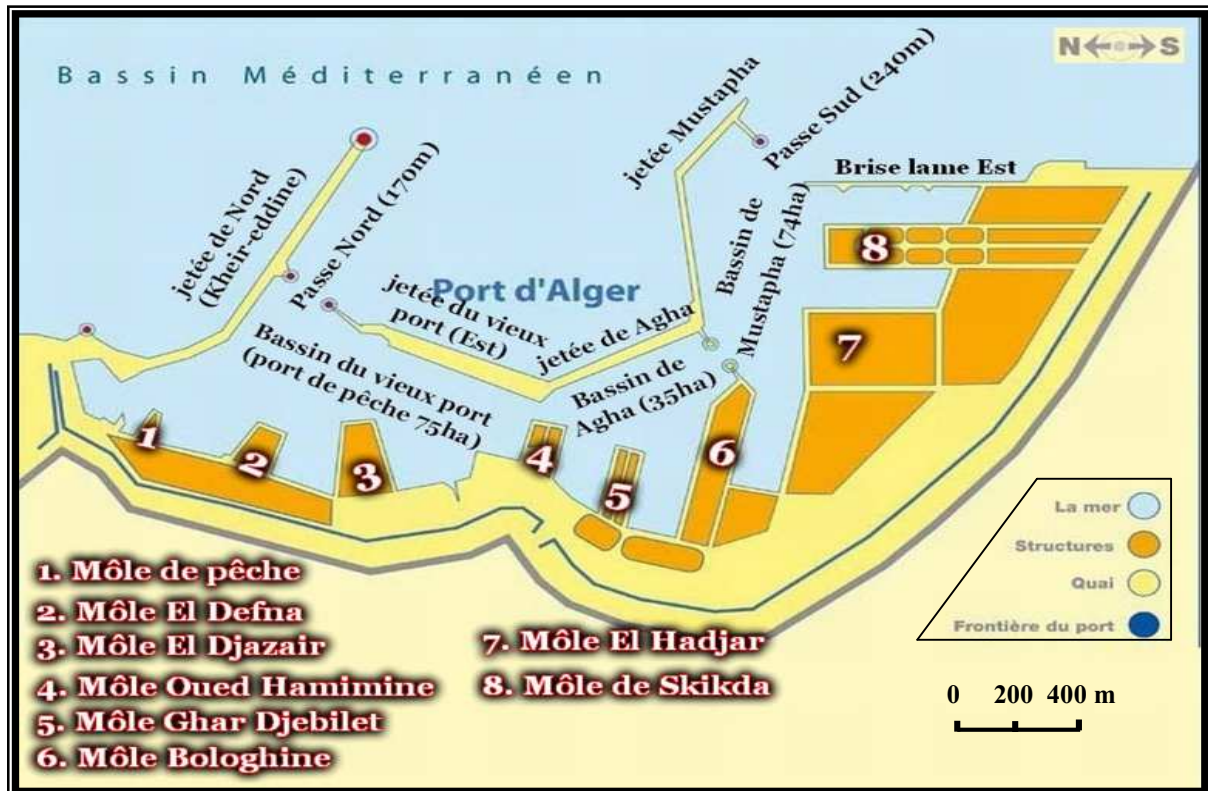 N S
Bassin Méditerranéen
jetée de Nord
(Kheir-eddine)
Passe Nord (170m)
jetée Mustapha
Passe Sud (240m)
Brise lame Est
Port d'Alger
jetée du vieux
port (Est)
jetée de Agha
Bassin du vieux port
(port de pêche 75ha)
Bassin de
Agha (35ha)
Bassin de
Mustapha (74ha)
1
2
3
4
5
6
7
8
1. Môle de pêche
2. Môle El Defna
3. Môle El Djazair
4. Môle Oued Hamimine
5. Môle Ghar Djebilet
6. Môle Bologhine
7. Môle El Hadjar
8. Môle de Skikda
La mer
Structures
Quai
Frontière du port
0 200 400 m